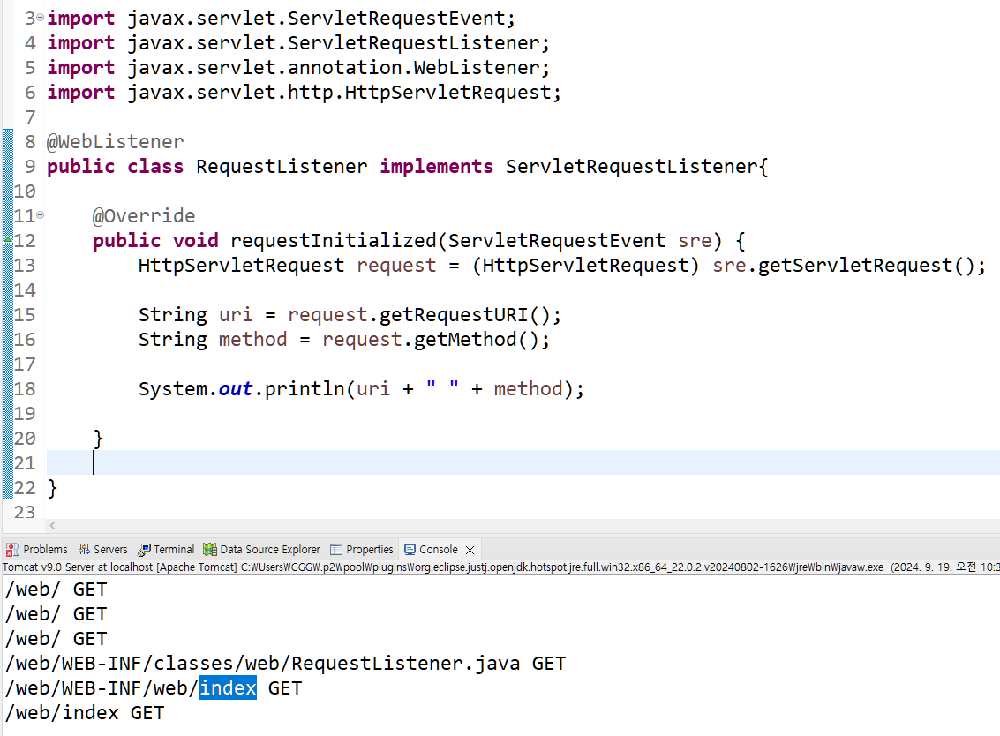 3 import javax.servlet.ServletRequestEvent;
4 import javax.servlet.ServletRequestListener;
5 import javax.servlet.annotation.WebListener;
6 import javax.servlet.http.HttpServletRequest;
7
8 @WebListener
9 public class RequestListener implements ServletRequestListener{
10
11 @Override
12 public void requestInitialized(ServletRequestEvent sre) {
13 HttpServletRequest request = (HttpServletRequest) sre.getServletRequest();
14
15 String uri = request.getRequestURI();
16 String method = request.getMethod();
17
18 System.out.println(uri + " " + method);
19
20 }
21
22 }
23
Problems Servers Terminal Data Source Explorer Properties Console
Tomcat v9.0 Server at localhost [Apache Tomcat] C:₩Users₩GGG₩.p2₩pool₩plugins₩org.eclipse.justj.openjdk.hotspot.jre.full.win32.x86_64_22.0.2.v20240802-1626₩jre₩bin₩javaw.exe (2024. 9. 19. 오전 10:3
/web/ GET
/web/ GET
/web/ GET
/web/WEB-INF/classes/web/RequestListener.java GET
/web/WEB-INF/web/index GET
/web/index GET